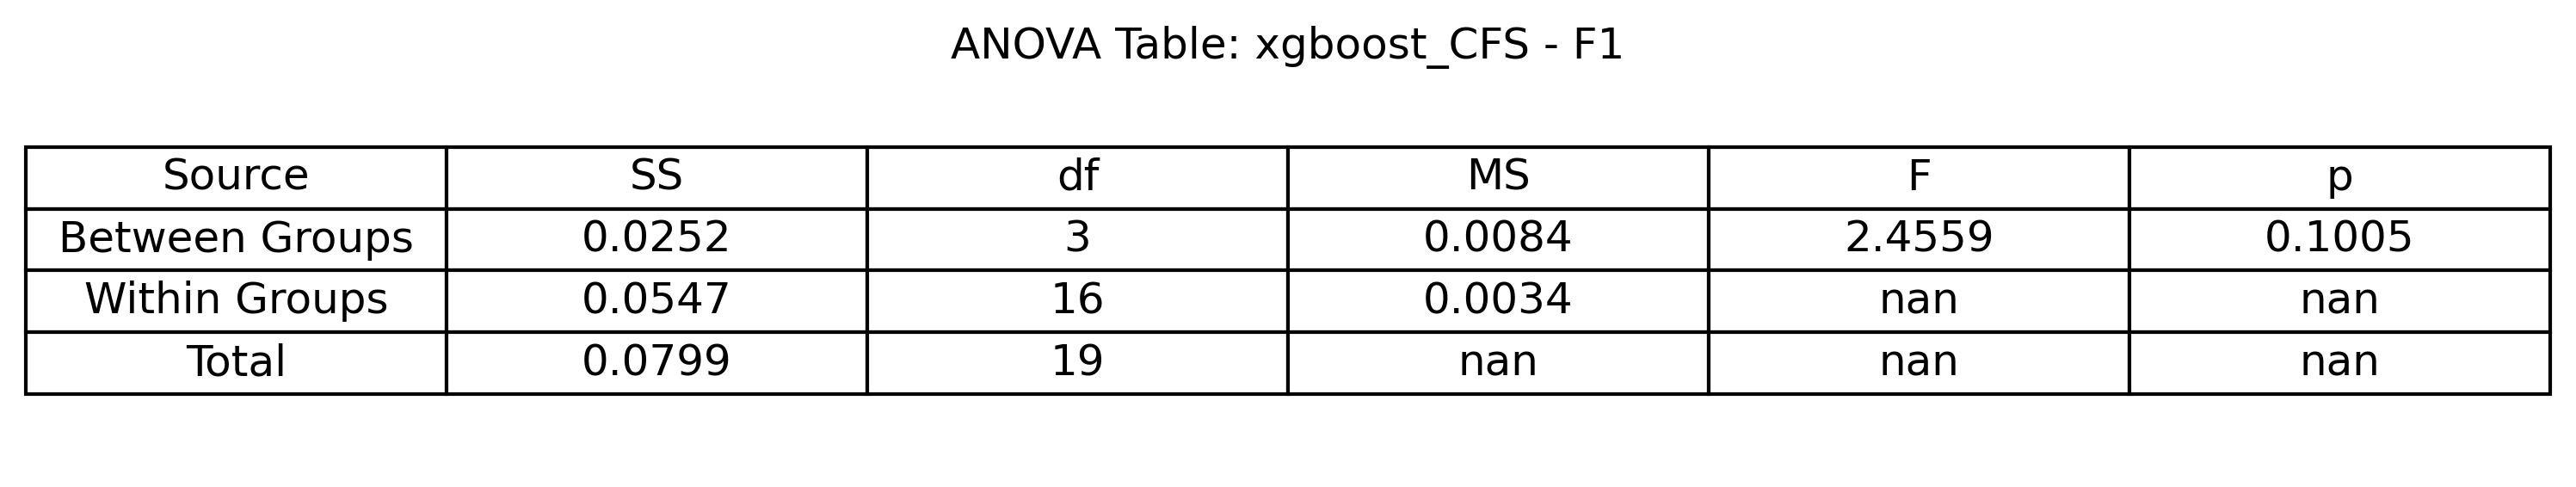 ANOVA Table: xgboost_CFS - F1
Source SS df MS F p
Between Groups 0.0252 3 0.0084 2.4559 0.1005
Within Groups 0.0547 16 0.0034 nan nan
Total 0.0799 19 nan nan nan